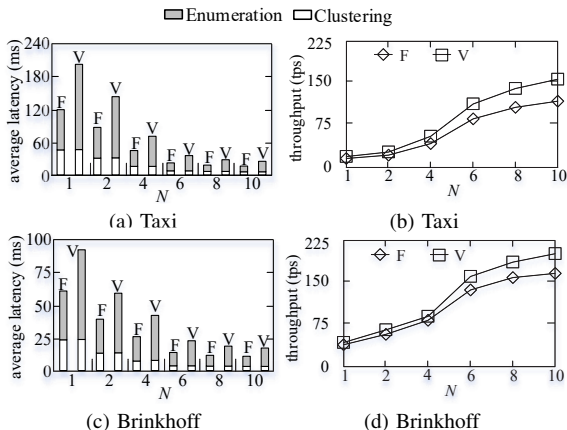 Enumeration Clustering
average latency (ms)
240
180
120
60
0
F V F V F V F V F V F V
1 2 4 6 8 10
N
(a) Taxi
throughput (tps)
225
150
75
0
F V
1 2 4 6 8 10
N
(b) Taxi
average latency (ms)
100
75
50
25
0
F V F V F V F V F V F V
1 2 4 6 8 10
N
(c) Brinkhoff
throughput (tps)
225
150
75
0
F V
1 2 4 6 8 10
N
(d) Brinkhoff